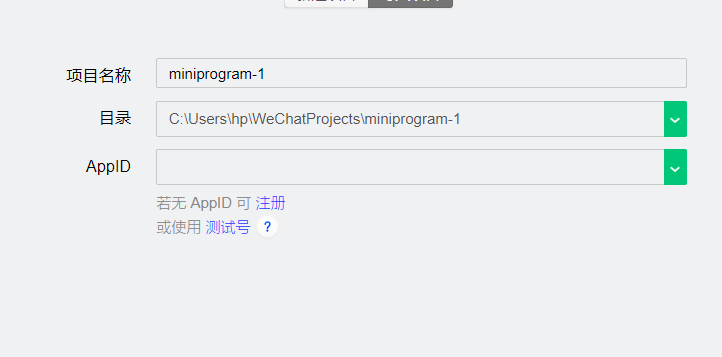 项目名称 miniprogram-1
目录 C:\Users\hp\WeChatProjects\miniprogram-1
AppID
若无 AppID 可 注册
或使用 测试号 ?